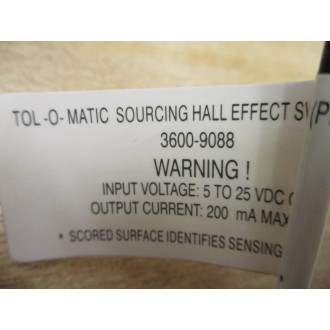 TOL -O- MATIC SOURCING HALL EFFECT
3600-9088
WARNING !
INPUT VOLTAGE: 5 TO 25 VDC (
OUTPUT CURRENT: 200 mA MAX
* SCORED SURFACE IDENTIFIES SENSING